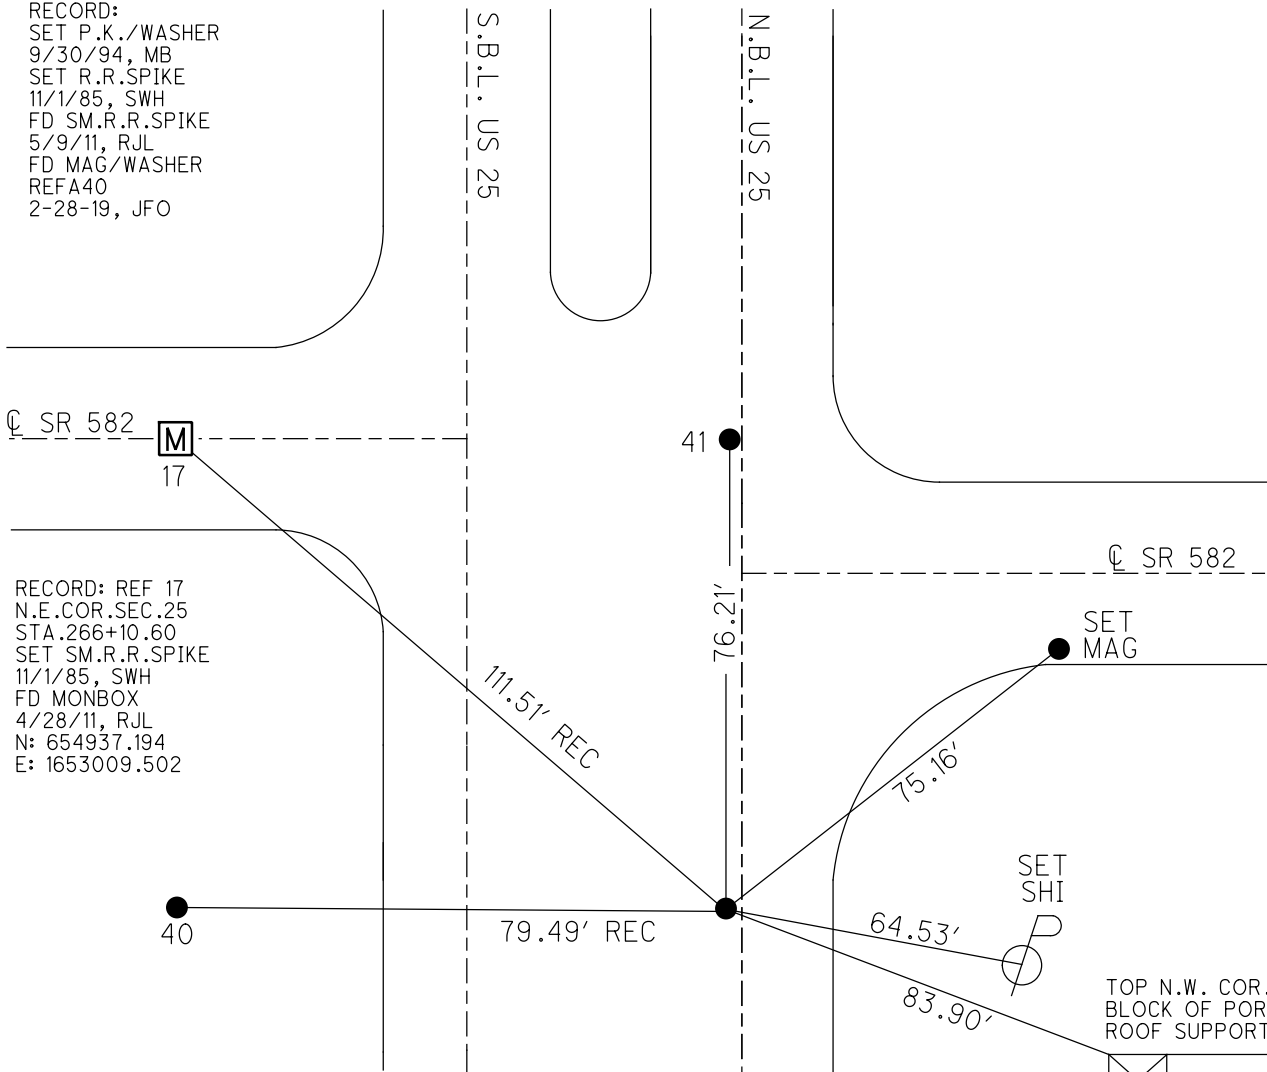 RECORD:
SET P.K./WASHER
9/30/94, MB
SET R.R.SPIKE
11/1/85, SWH
FD SM.R.R.SPIKE
5/9/11, RJL
FD MAG/WASHER
REFA40
2-28-19, JFO
S.B.L. US 25
N.B.L. US 25
℄ SR 582
M
17
41
℄ SR 582
RECORD: REF 17
N.E.COR.SEC.25
STA.266+10.60
SET SM.R.R.SPIKE
11/1/85, SWH
FD MONBOX
4/28/11, RJL
N: 654937.194
E: 1653009.502
76.21'
SET
MAG
111.51' REC
75.16'
SET
SHI
40
79.49' REC
64.53'
83.90'
TOP N.W. COR.
BLOCK OF POR
ROOF SUPPORT